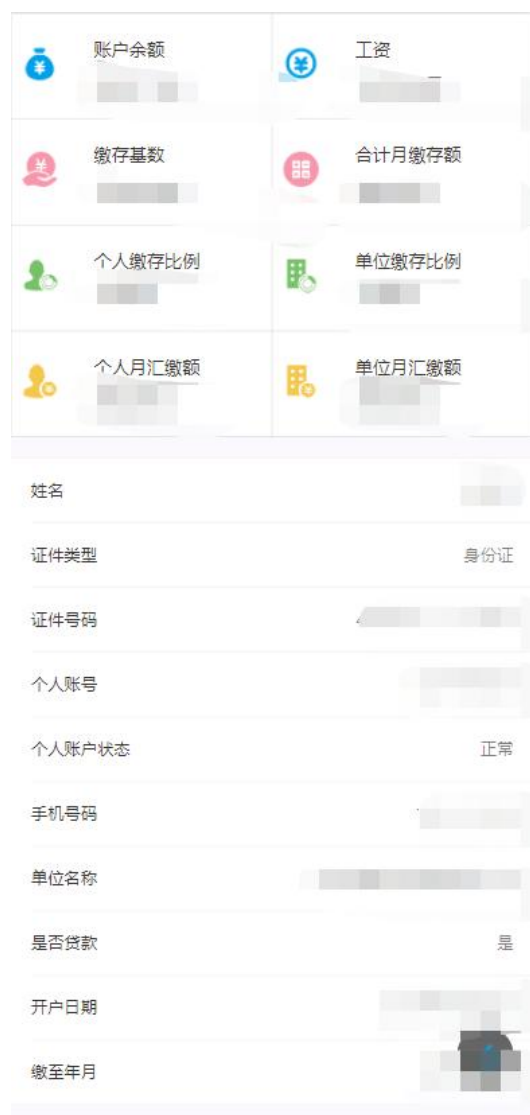 账户余额
工资
缴存基数
合计月缴存额
个人缴存比例
单位缴存比例
个人月汇缴额
单位月汇缴额
姓名
证件类型 身份证
证件号码
个人账号
个人账户状态 正常
手机号码
单位名称
是否贷款 是
开户日期
缴至年月